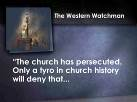 The Western Watchman
"The church has persecuted.
Only a tyro in church history
will deny that...